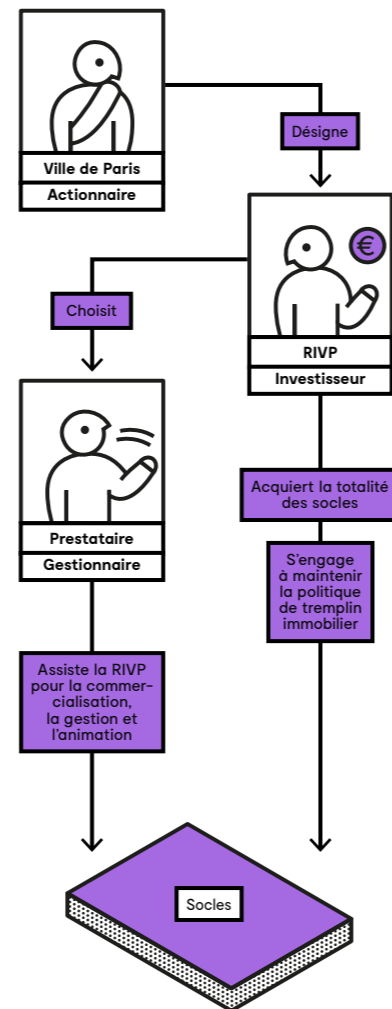 Ville de Paris
Actionnaire
Désigne
€
RIVP
Investisseur
Choisit
Prestataire
Gestionnaire
Acquiert la totalité
des socles
S’engage
à maintenir
la politique
de tremplin
immobilier
Assiste la RIVP
pour la commer-
cialisation,
la gestion et
l’animation
Socles